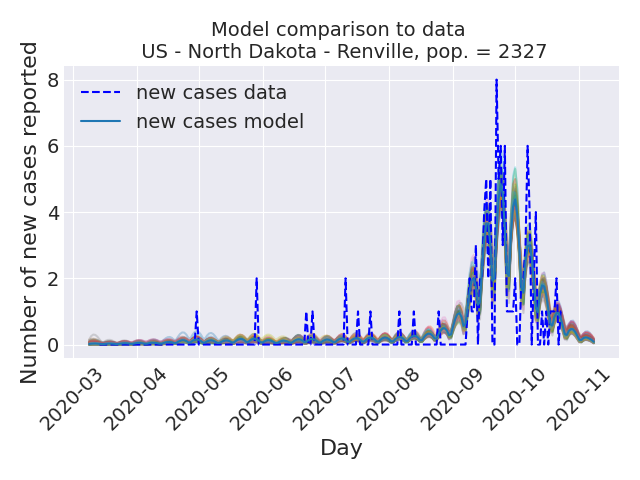 Model comparison to data
US - North Dakota - Renville, pop. = 2327
Number of new cases reported
8
6
4
2
0
new cases data
new cases model
2020-03
2020-04
2020-05
2020-06
2020-07
2020-08
2020-09
2020-10
2020-11
Day